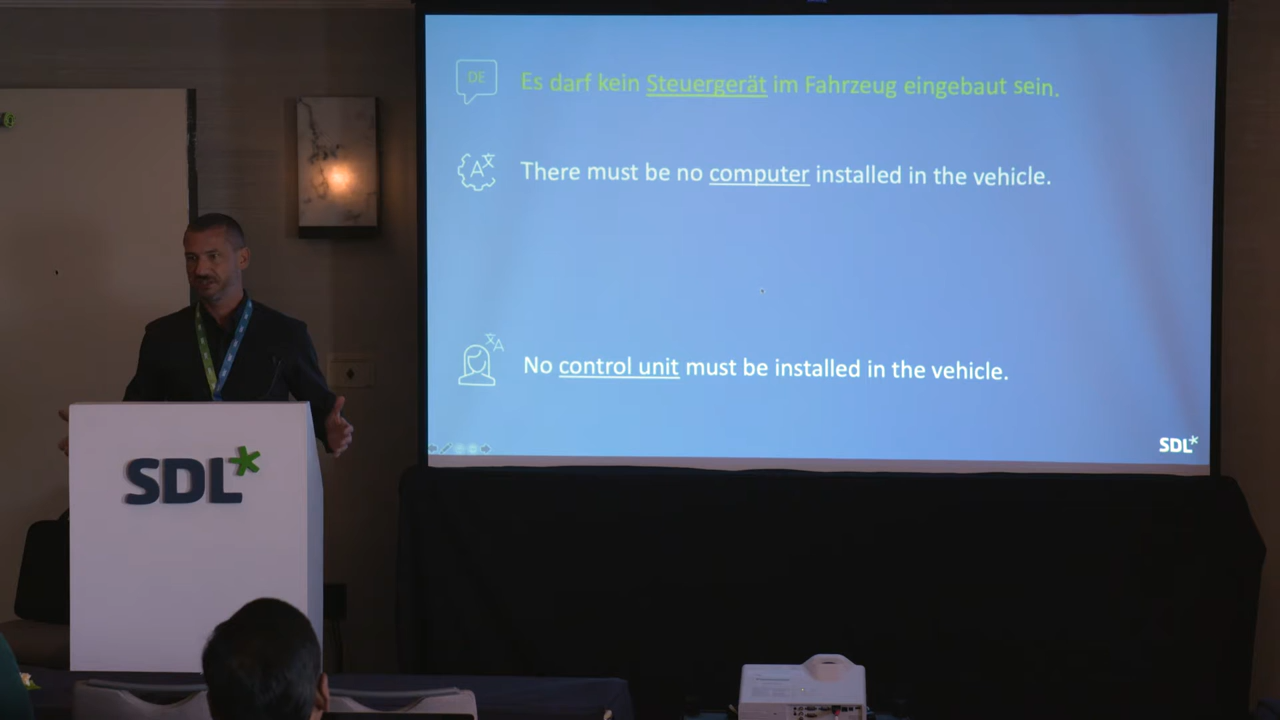 DE
Es darf kein Steuergerät im Fahrzeug eingebaut sein.
There must be no computer installed in the vehicle.
No control unit must be installed in the vehicle.
SDL*
SDL*